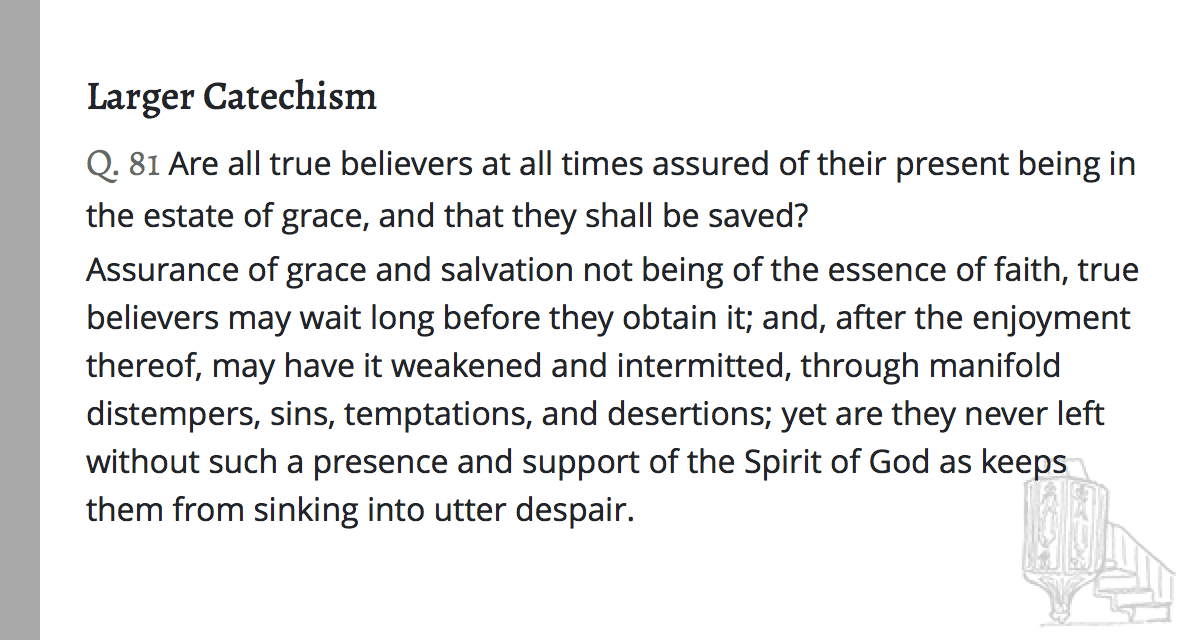 Larger Catechism
Q. 81 Are all true believers at all times assured of their present being in
the estate of grace, and that they shall be saved?
Assurance of grace and salvation not being of the essence of faith, true
believers may wait long before they obtain it; and, after the enjoyment
thereof, may have it weakened and intermitted, through manifold
distempers, sins, temptations, and desertions; yet are they never left
without such a presence and support of the Spirit of God as keeps
them from sinking into utter despair.